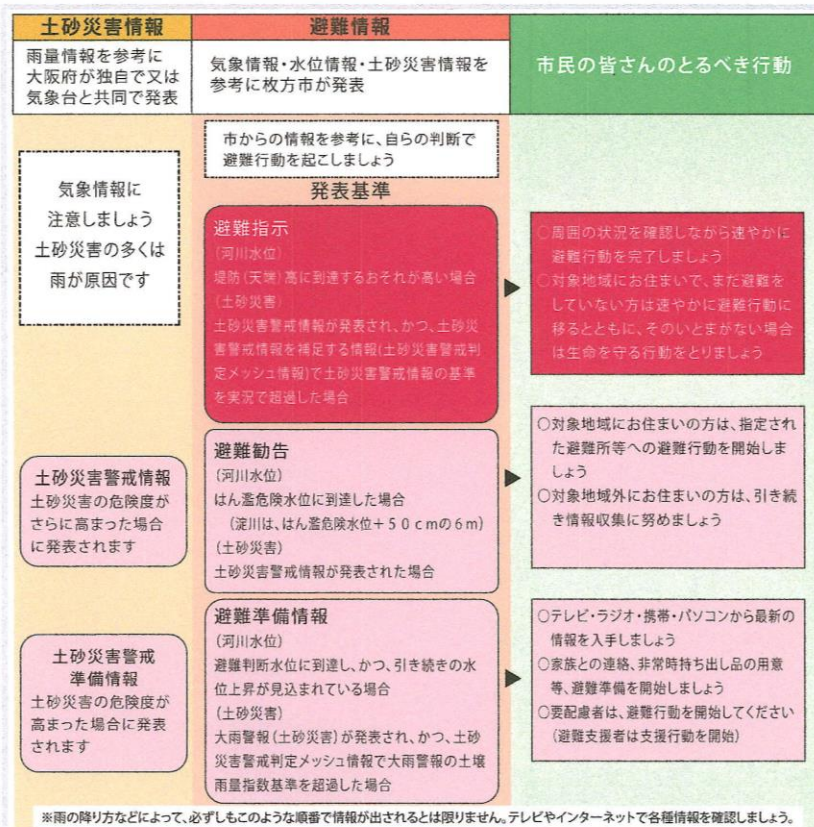 土砂災害情報
雨量情報を参考に
大阪府が独自で又は
気象台と共同で発表
避難情報
気象情報・水位情報・土砂災害情報を
参考に枚方市が発表
市民の皆さんのとるべき行動
気象情報に
注意しましょう
土砂災害の多くは
雨が原因です
市からの情報を参考に、自らの判断で
避難行動を起こしましょう
発表基準
避難指示
(河川水位)
堤防(天端)高に到達するおそれが高い場合
(土砂災害)
土砂災害警戒情報が発表され、かつ、土砂災
害警戒情報を補足する情報(土砂災害警戒判
定メッシュ情報)で土砂災害警戒情報の基準
を実況で超過した場合
○周囲の状況を確認しながら速やかに
避難行動を完了しましょう
○対象地域にお住まいで、まだ避難を
していない方は速やかに避難行動に
移るとともに、そのいとまがない場合
は生命を守る行動をとりましょう
土砂災害警戒情報
土砂災害の危険度が
さらに高まった場合
に発表されます
避難勧告
(河川水位)
はん濫危険水位に到達した場合
(淀川は、はん濫危険水位+50cmの6m)
(土砂災害)
土砂災害警戒情報が発表された場合
○対象地域にお住まいの方は、指定され
た避難所等への避難行動を開始しま
しょう
○対象地域外にお住まいの方は、引き続
き情報収集に努めましょう
土砂災害警戒
準備情報
土砂災害の危険度が
高まった場合に発表
されます
避難準備情報
(河川水位)
避難判断水位に到達し、かつ、引き続きの水
位上昇が見込まれている場合
(土砂災害)
大雨警報(土砂災害)が発表され、かつ、土砂
災害警戒判定メッシュ情報で大雨警報の土壌
雨量指数基準を超過した場合
○テレビ・ラジオ・携帯・パソコンから最新の
情報を入手しましょう
○家族との連絡、非常時持ち出し品の用意
等、避難準備を開始しましょう
○要配慮者は、避難行動を開始してください
(避難支援者は支援行動を開始)
※雨の降り方などによって、必ずしもこのような順番で情報が出されるとは限りません。テレビやインターネットで各種情報を確認しましょう。